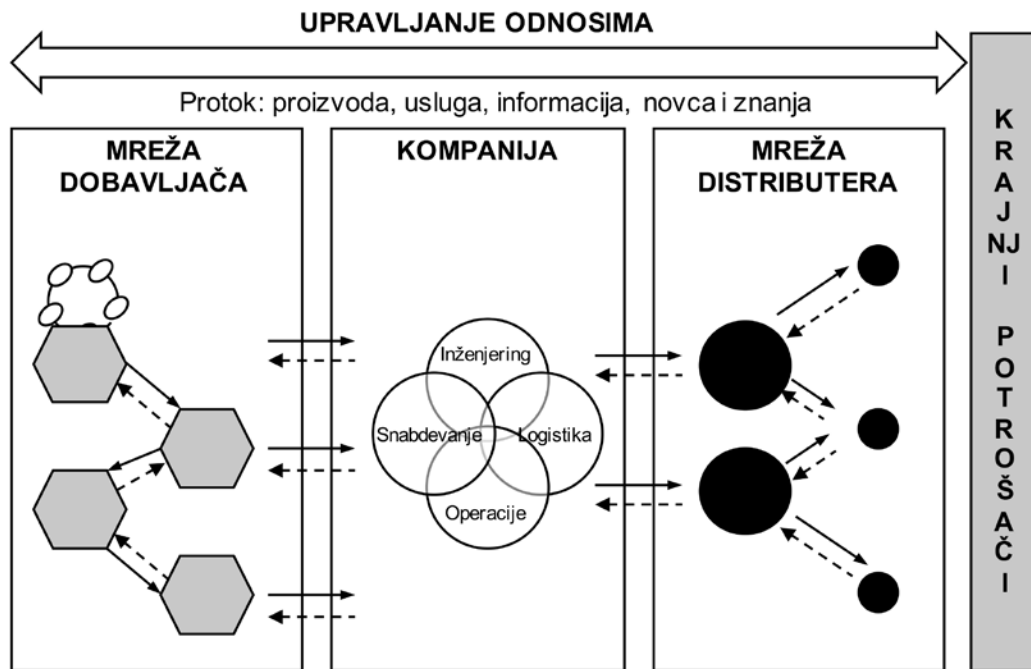 UPRAVLJANJE ODNOSIMA
Protok: proizvoda, usluga, informacija, novca i znanja
MREŽA
DOBAVLJAČA
KOMPANIJA
MREŽA
DISTRIBUTERA
Inženjering
Snabdevanje
Logistika
Operacije
K
R
A
J
NJ
I
P
O
T
R
O
Š
A
Č
I